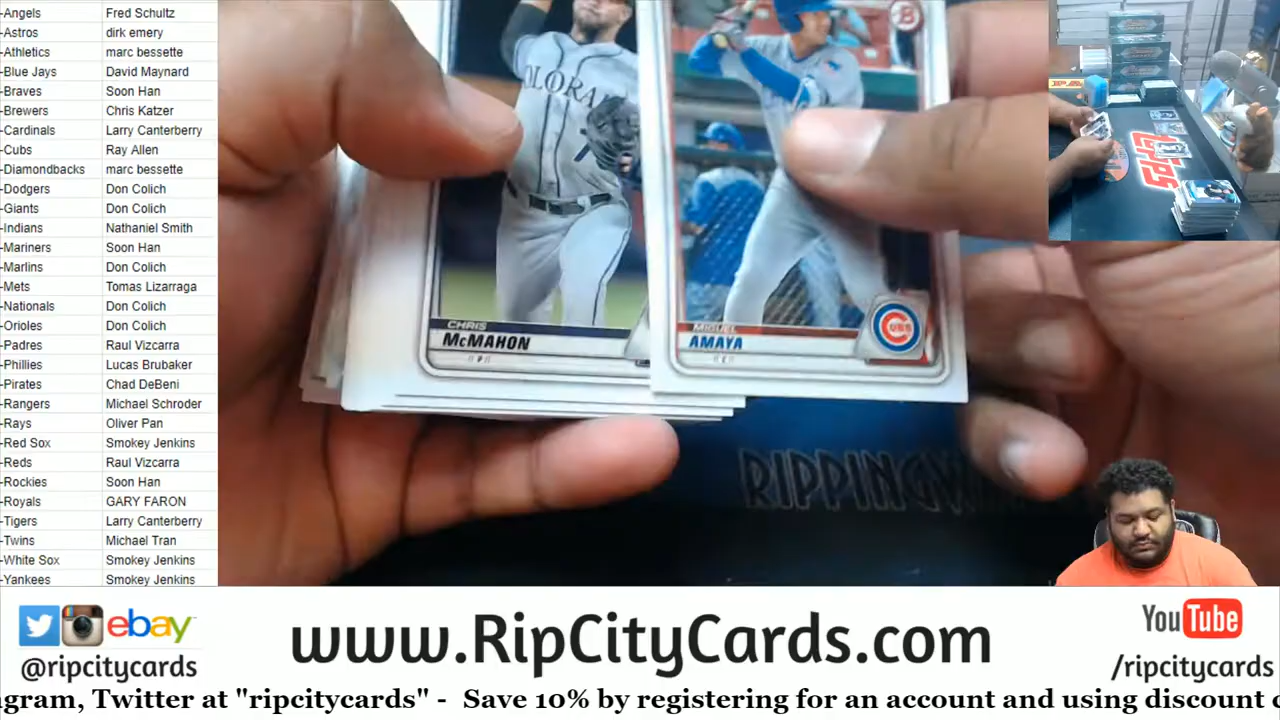 -Angels Fred Schultz
-Astros dirk emery
-Athletics marc bessette
-Blue Jays David Maynard
-Braves Soon Han
-Brewers Chris Katzer
-Cardinals Larry Canterberry
-Cubs Ray Allen
-Diamondbacks marc bessette
-Dodgers Don Colich
-Giants Don Colich
-Indians Nathaniel Smith
-Mariners Soon Han
-Marlins Don Colich
-Mets Tomas Lizarraga
-Nationals Don Colich
-Orioles Don Colich
-Padres Raul Vizcarra
-Phillies Lucas Brubaker
-Pirates Chad DeBeni
-Rangers Michael Schroder
-Rays Oliver Pan
-Red Sox Smokey Jenkins
-Reds Raul Vizcarra
-Rockies Soon Han
-Royals GARY FARON
-Tigers Larry Canterberry
-Twins Michael Tran
-White Sox Smokey Jenkins
-Yankees Smokey Jenkins
COLORA
CHRIS
McMAHON
P
B
MIGUEL
AMAYA
C
CUBS
RIPPING
Topps
ebay
@ripcitycards
www.RipCityCards.com
YouTube
/ripcitycards
gram, Twitter at "ripcitycards" - Save 10% by registering for an account and using discount